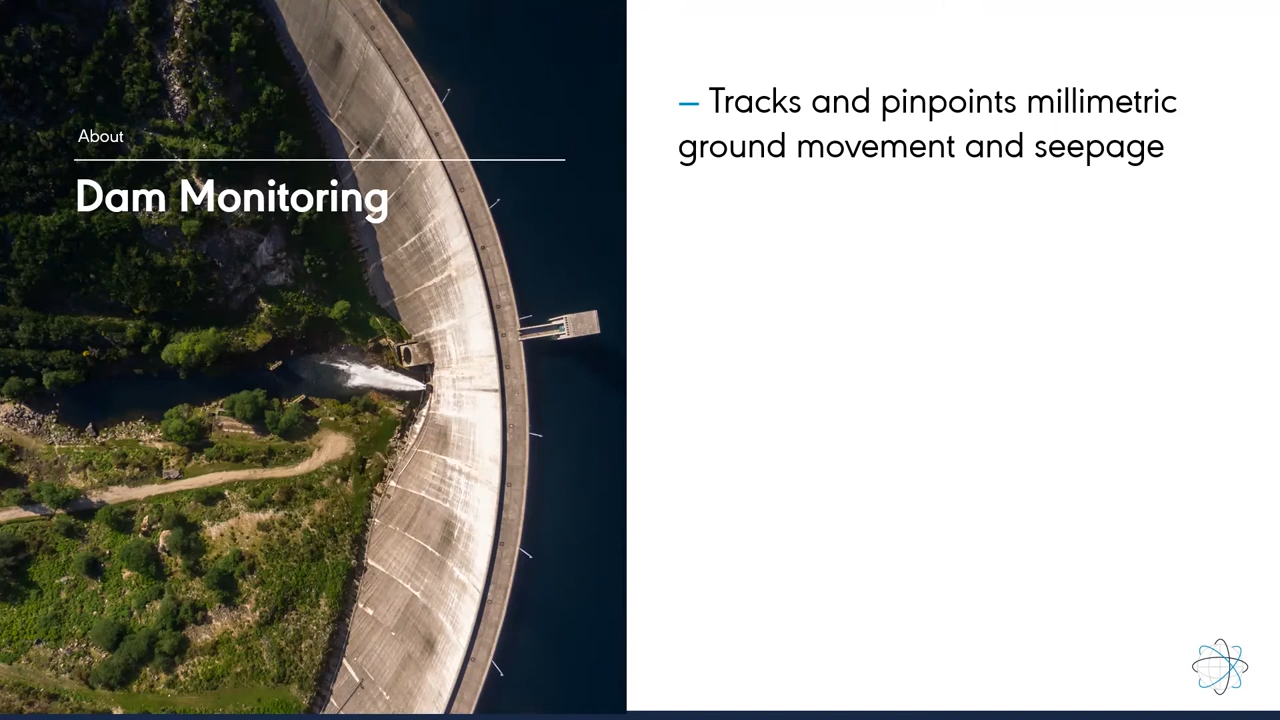 About
Dam Monitoring
– Tracks and pinpoints millimetric
ground movement and seepage